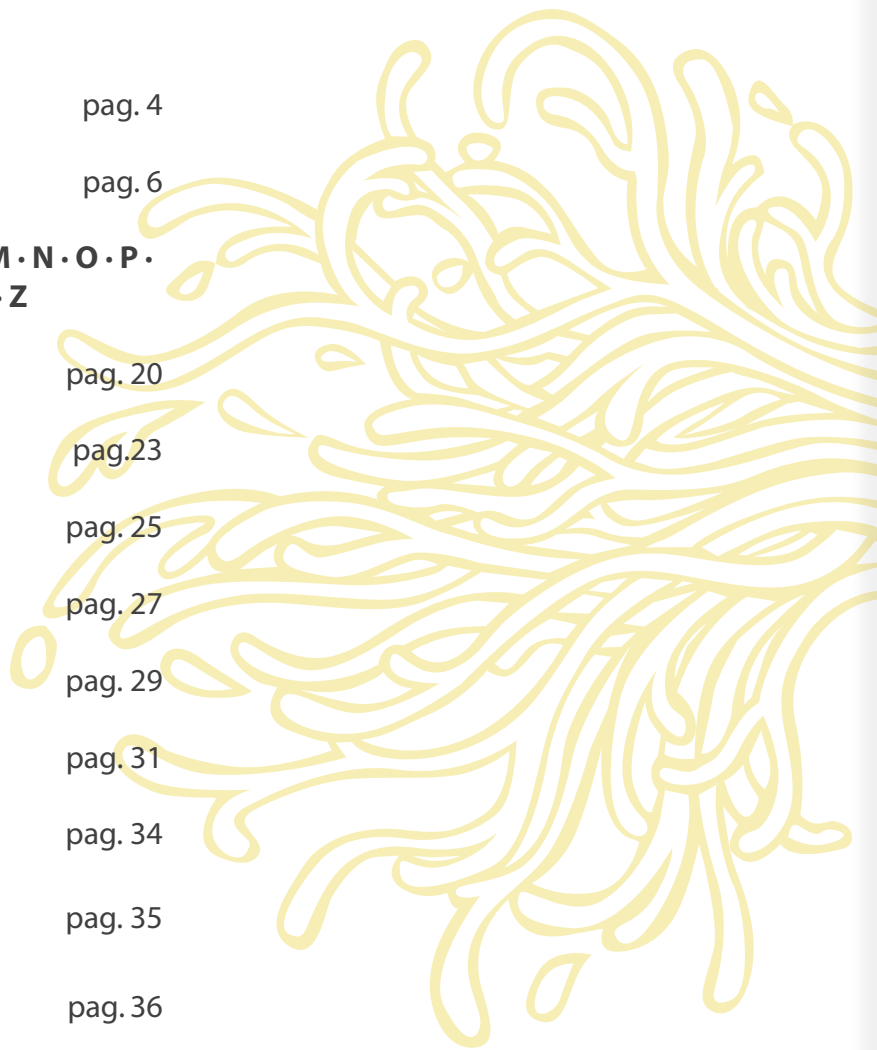 pag. 4
pag. 6
M · N · O · P ·
· Z
pag. 20
pag.23
pag. 25
pag. 27
pag. 29
pag. 31
pag. 34
pag. 35
pag. 36